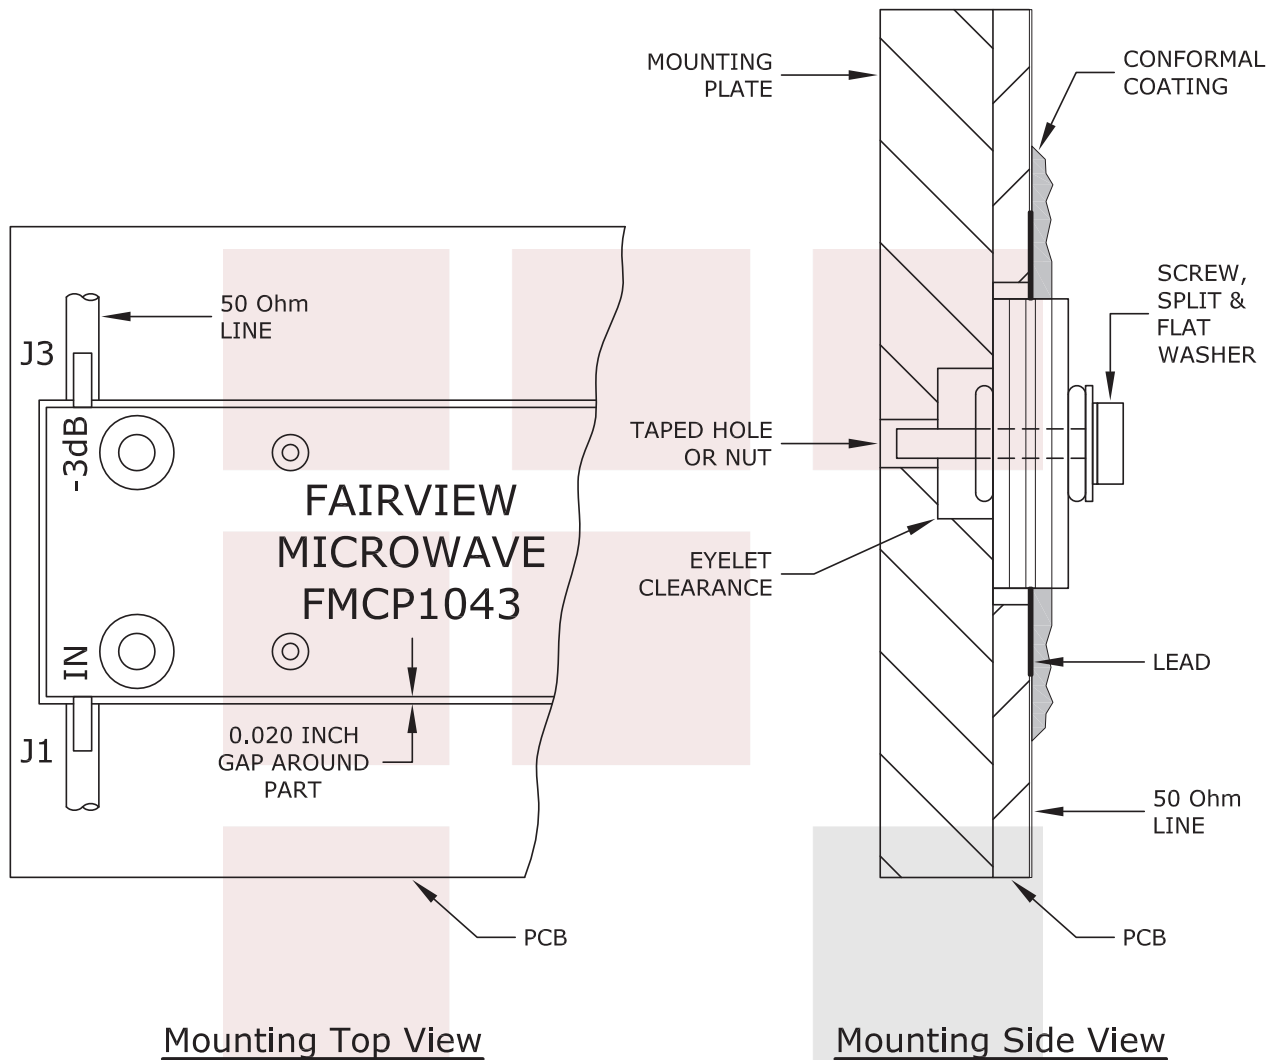 MOUNTING
PLATE
CONFORMAL
COATING
50 Ohm
LINE
J3
-3dB
SCREW,
SPLIT &
FLAT
WASHER
TAPED HOLE
OR NUT
FAIRVIEW
MICROWAVE
FMCP1043
EYELET
CLEARANCE
IN
J1
0.020 INCH
GAP AROUND
PART
LEAD
50 Ohm
LINE
PCB
PCB
Mounting Top View
Mounting Side View